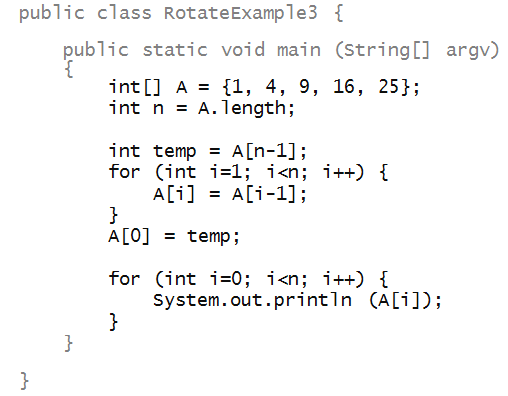 public class RotateExample3 {
public static void main (String[] argv)
{
int[] A = {1, 4, 9, 16, 25};
int n = A.length;
int temp = A[n-1];
for (int i=1; i<n; i++) {
A[i] = A[i-1];
}
A[0] = temp;
for (int i=0; i<n; i++) {
System.out.println (A[i]);
}
}
}